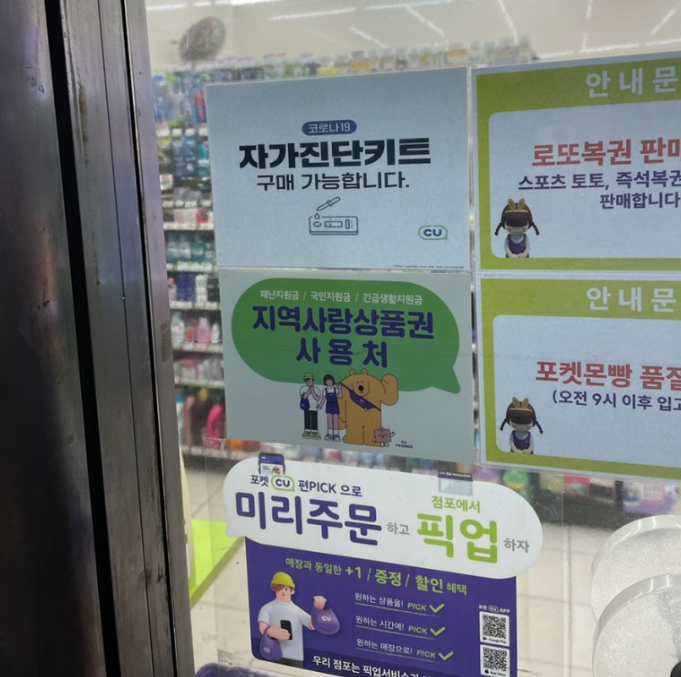 코로나19
자가진단키트
구매 가능합니다.
CU
안내문
로또복권 판매
스포츠 토토, 즉석복권
판매합니다
재난지원금 / 국민지원금 / 긴급생활지원금
지역사랑상품권
사용처
안내문
포켓몬빵 품절
(오전 9시 이후 입고
포켓 CU 편PICK 으로
미리주문 하고
점포에서
픽업 하자
매장과 동일한 +1 / 증정 / 할인 혜택
원하는 상품을! PICK
원하는 시간에! PICK
원하는 매장으로! PICK
CU
포켓 CU APP
우리 점포는 픽업서비스가